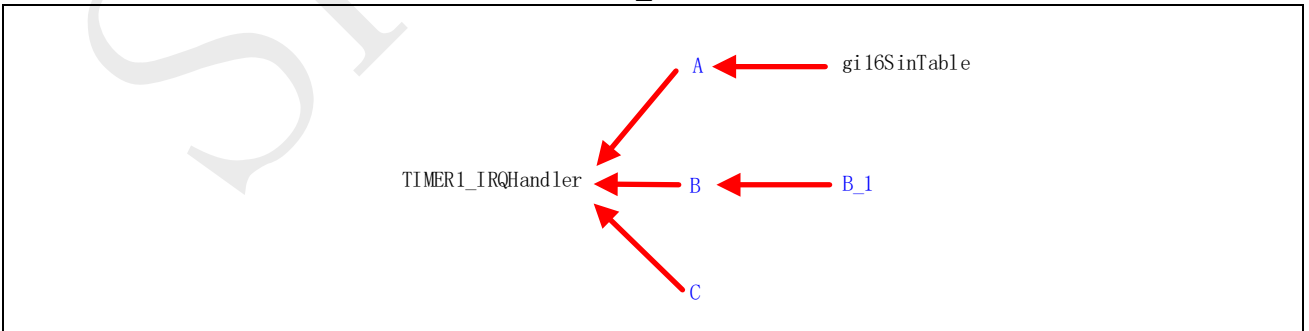 A
gi16SinTable
TIMER1_IRQHandler
B
B_1
C